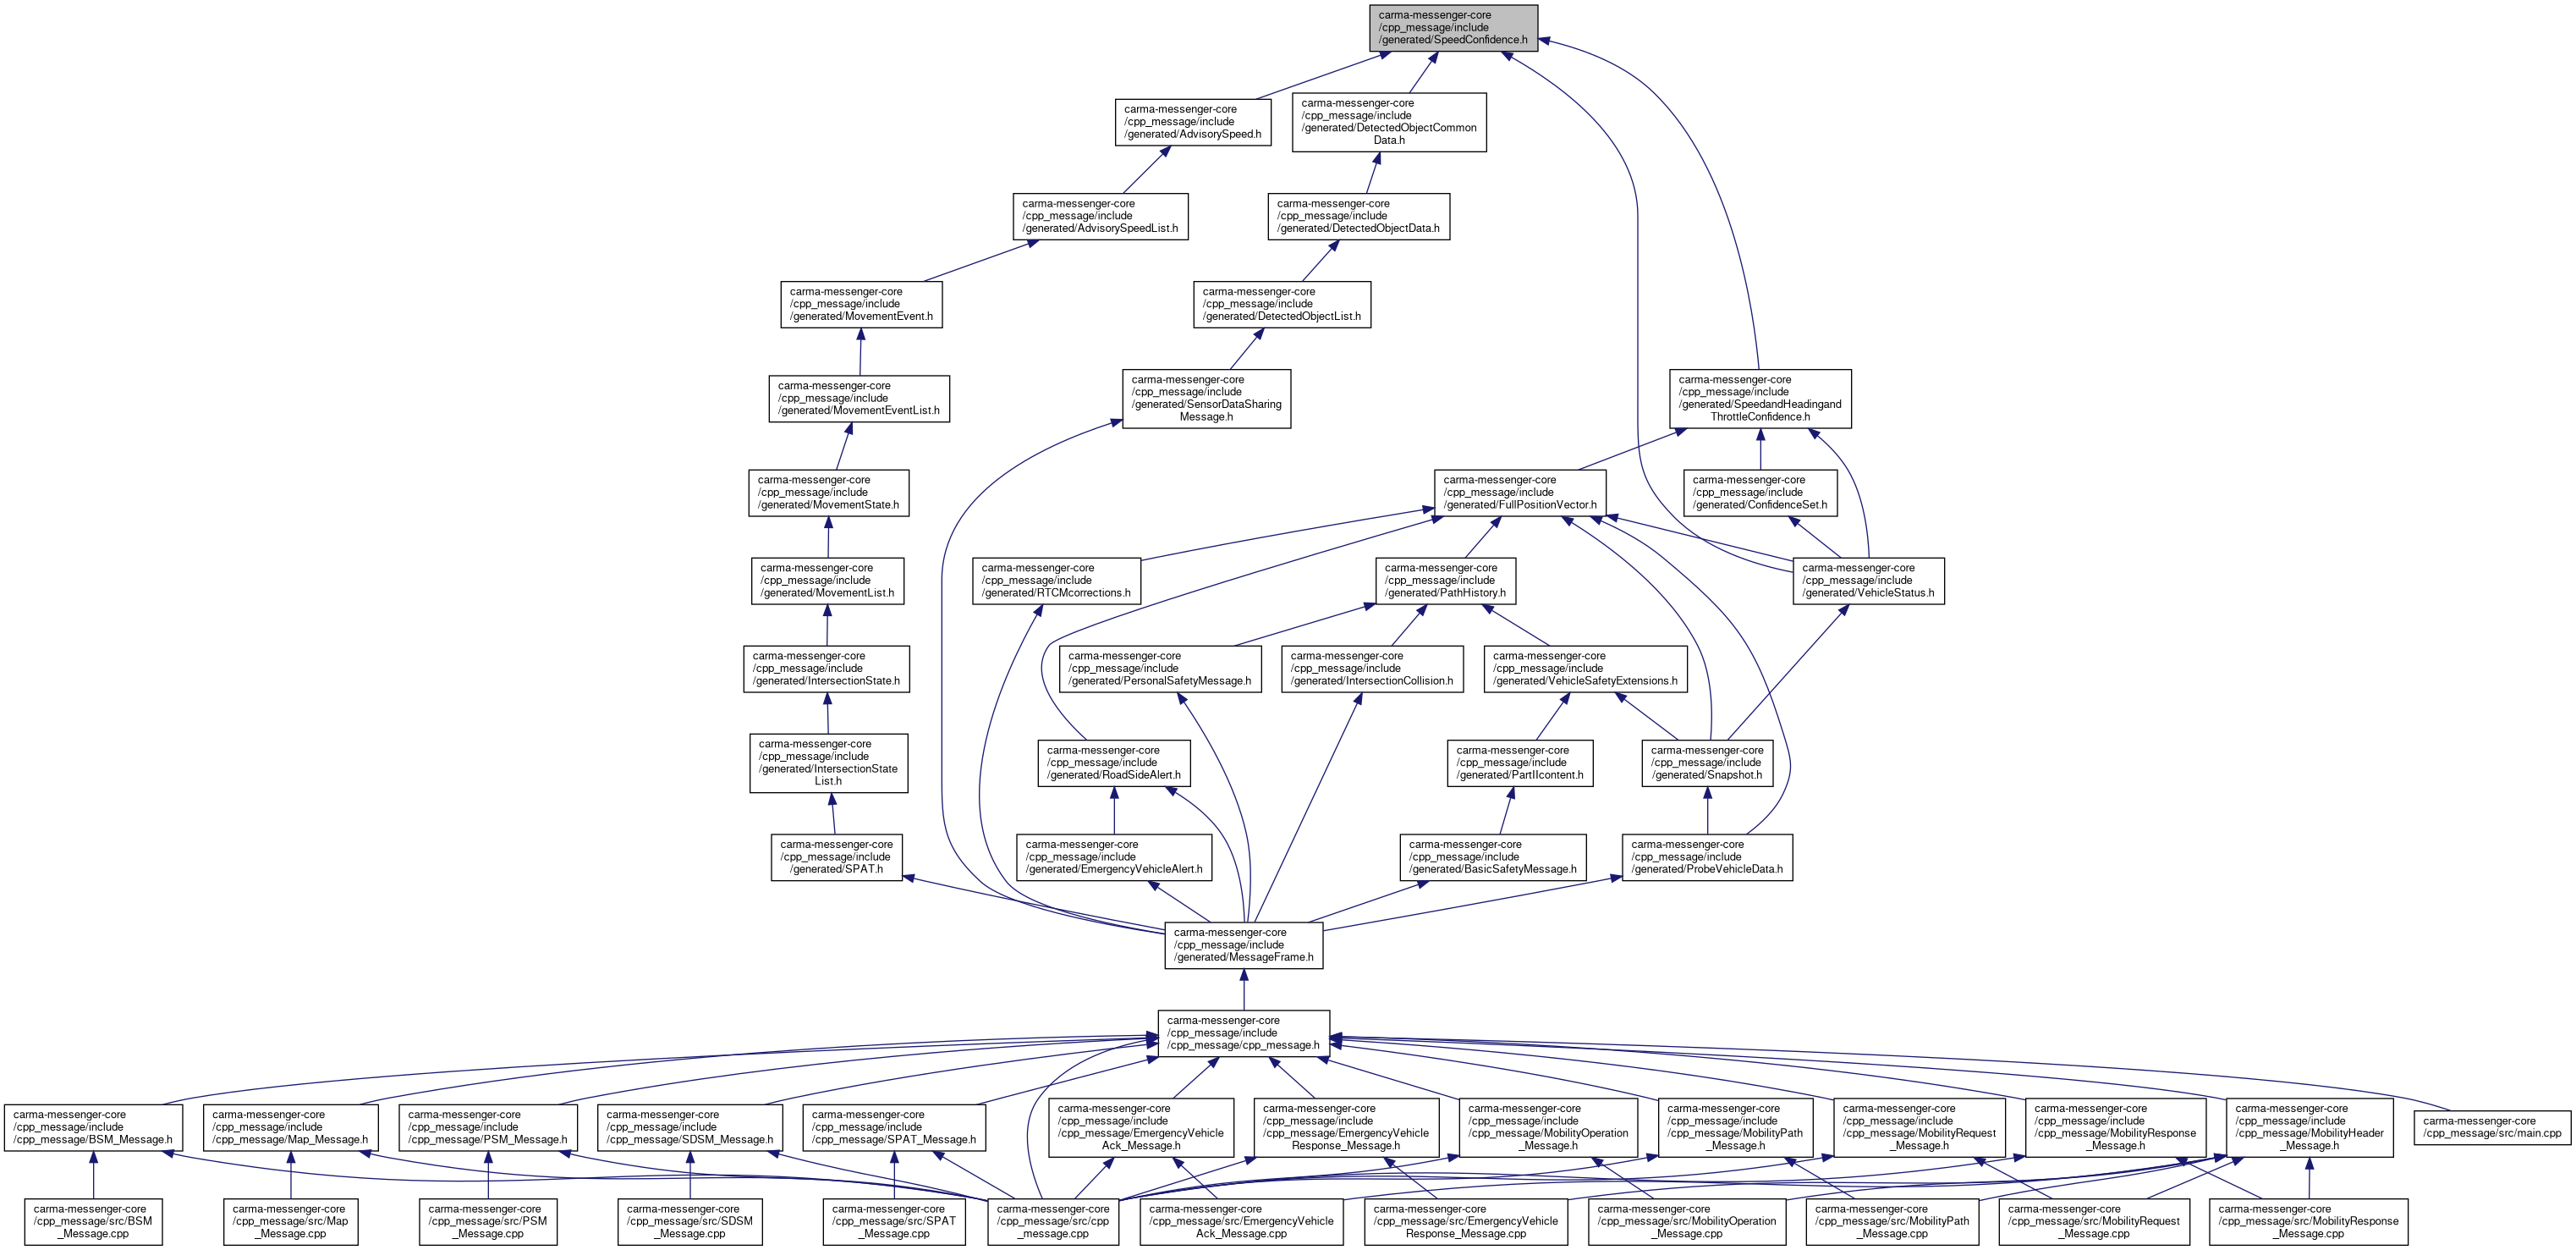 carma-messenger-core
/cpp_message/include
/generated/SpeedConfidence.h
carma-messenger-core
/cpp_message/include
/generated/AdvisorySpeed.h
carma-messenger-core
/cpp_message/include
/generated/DetectedObjectCommon
Data.h
carma-messenger-core
/cpp_message/include
/generated/AdvisorySpeedList.h
carma-messenger-core
/cpp_message/include
/generated/DetectedObjectData.h
carma-messenger-core
/cpp_message/include
/generated/MovementEvent.h
carma-messenger-core
/cpp_message/include
/generated/DetectedObjectList.h
carma-messenger-core
/cpp_message/include
/generated/MovementEventList.h
carma-messenger-core
/cpp_message/include
/generated/SensorDataSharing
Message.h
carma-messenger-core
/cpp_message/include
/generated/SpeedandHeadingand
ThrottleConfidence.h
carma-messenger-core
/cpp_message/include
/generated/MovementState.h
carma-messenger-core
/cpp_message/include
/generated/FullPositionVector.h
carma-messenger-core
/cpp_message/include
/generated/ConfidenceSet.h
carma-messenger-core
/cpp_message/include
/generated/MovementList.h
carma-messenger-core
/cpp_message/include
/generated/RTCMcorrections.h
carma-messenger-core
/cpp_message/include
/generated/PathHistory.h
carma-messenger-core
/cpp_message/include
/generated/VehicleStatus.h
carma-messenger-core
/cpp_message/include
/generated/IntersectionState.h
carma-messenger-core
/cpp_message/include
/generated/PersonalSafetyMessage.h
carma-messenger-core
/cpp_message/include
/generated/IntersectionCollision.h
carma-messenger-core
/cpp_message/include
/generated/VehicleSafetyExtensions.h
carma-messenger-core
/cpp_message/include
/generated/IntersectionState
List.h
carma-messenger-core
/cpp_message/include
/generated/RoadSideAlert.h
carma-messenger-core
/cpp_message/include
/generated/PartIIcontent.h
carma-messenger-core
/cpp_message/include
/generated/Snapshot.h
carma-messenger-core
/cpp_message/include
/generated/SPAT.h
carma-messenger-core
/cpp_message/include
/generated/EmergencyVehicleAlert.h
carma-messenger-core
/cpp_message/include
/generated/BasicSafetyMessage.h
carma-messenger-core
/cpp_message/include
/generated/ProbeVehicleData.h
carma-messenger-core
/cpp_message/include
/generated/MessageFrame.h
carma-messenger-core
/cpp_message/include
/cpp_message/cpp_message.h
carma-messenger-core
/cpp_message/include
/cpp_message/BSM_Message.h
carma-messenger-core
/cpp_message/include
/cpp_message/Map_Message.h
carma-messenger-core
/cpp_message/include
/cpp_message/PSM_Message.h
carma-messenger-core
/cpp_message/include
/cpp_message/SDSM_Message.h
carma-messenger-core
/cpp_message/include
/cpp_message/SPAT_Message.h
carma-messenger-core
/cpp_message/include
/cpp_message/EmergencyVehicle
Ack_Message.h
carma-messenger-core
/cpp_message/include
/cpp_message/EmergencyVehicle
Response_Message.h
carma-messenger-core
/cpp_message/include
/cpp_message/MobilityOperation
_Message.h
carma-messenger-core
/cpp_message/include
/cpp_message/MobilityPath
_Message.h
carma-messenger-core
/cpp_message/include
/cpp_message/MobilityRequest
_Message.h
carma-messenger-core
/cpp_message/include
/cpp_message/MobilityResponse
_Message.h
carma-messenger-core
/cpp_message/include
/cpp_message/MobilityHeader
_Message.h
carma-messenger-core
/cpp_message/src/main.cpp
carma-messenger-core
/cpp_message/src/BSM
_Message.cpp
carma-messenger-core
/cpp_message/src/Map
_Message.cpp
carma-messenger-core
/cpp_message/src/PSM
_Message.cpp
carma-messenger-core
/cpp_message/src/SDSM
_Message.cpp
carma-messenger-core
/cpp_message/src/SPAT
_Message.cpp
carma-messenger-core
/cpp_message/src/cpp
_message.cpp
carma-messenger-core
/cpp_message/src/EmergencyVehicle
Ack_Message.cpp
carma-messenger-core
/cpp_message/src/EmergencyVehicle
Response_Message.cpp
carma-messenger-core
/cpp_message/src/MobilityOperation
_Message.cpp
carma-messenger-core
/cpp_message/src/MobilityPath
_Message.cpp
carma-messenger-core
/cpp_message/src/MobilityRequest
_Message.cpp
carma-messenger-core
/cpp_message/src/MobilityResponse
_Message.cpp